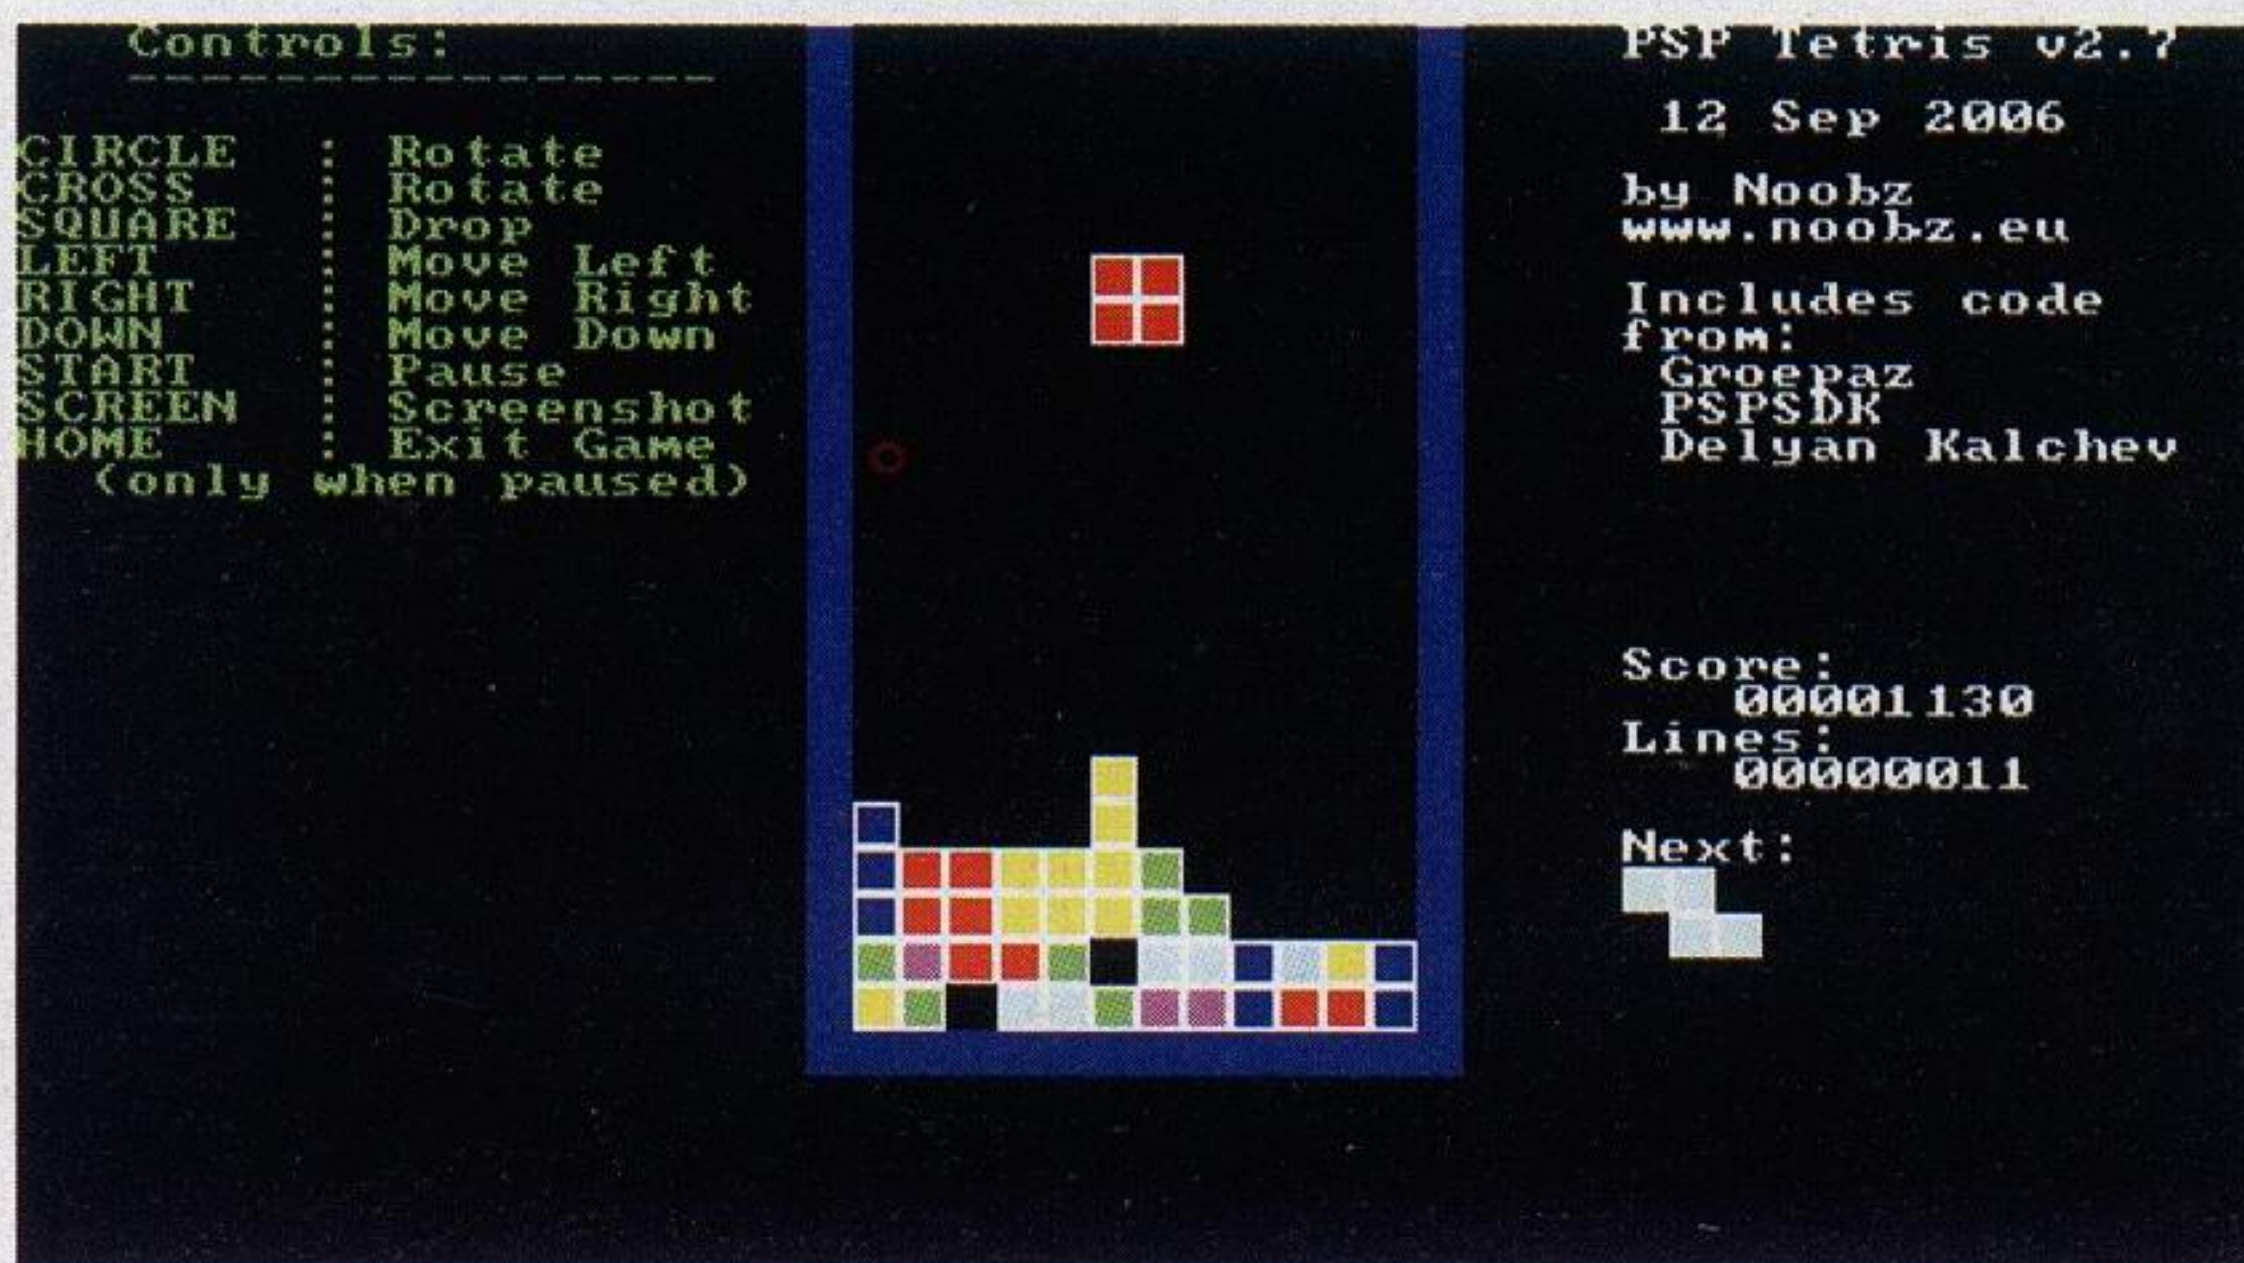 Controls:
----------------
CIRCLE : Rotate
CROSS : Rotate
SQUARE : Drop
LEFT : Move Left
RIGHT : Move Right
DOWN : Move Down
START : Pause
SCREEN : Screenshot
HOME : Exit Game
(only when paused)
PSP Tetris v2.7
12 Sep 2006
by Noobz
www.noobz.eu
Includes code
from:
Groepaz
PSPSDK
Delyan Kalchev
Score:
00001130
Lines:
00000011
Next: